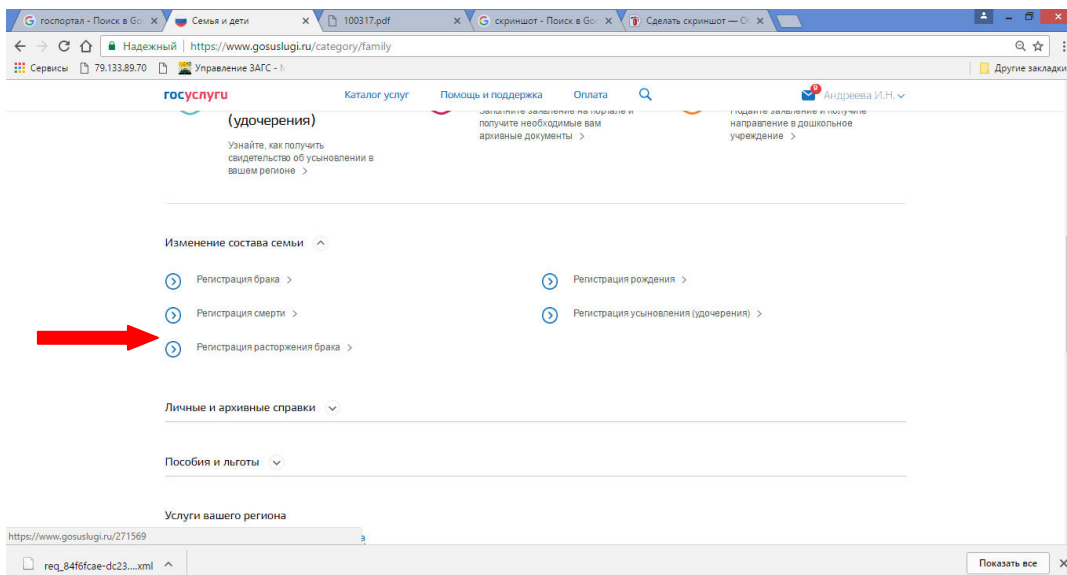 госпортал - Поиск в Go
Семья и дети
100317.pdf
скриншот - Поиск в Go
Сделать скриншот — О
Надежный
https://www.gosuslugi.ru/category/family
Сервисы
79.133.89.70
Управление ЗАГС -
Другие закладки
госуслуги
Каталог услуг
Помощь и поддержка
Оплата
9
Андреева И.Н.
(удочерения)
Узнайте, как получить
свидетельство об усыновлении в
вашем регионе >
Заполните заявление на портале и
получите необходимые вам
архивные документы >
Подайте заявление и получите
направление в дошкольное
учреждение >
Изменение состава семьи
Регистрация брака >
Регистрация рождения >
Регистрация смерти >
Регистрация усыновления (удочерения) >
Регистрация расторжения брака >
Личные и архивные справки
Пособия и льготы
Услуги вашего региона
https://www.gosuslugi.ru/271569
req_84f6fcae-dc23....xml
Показать все